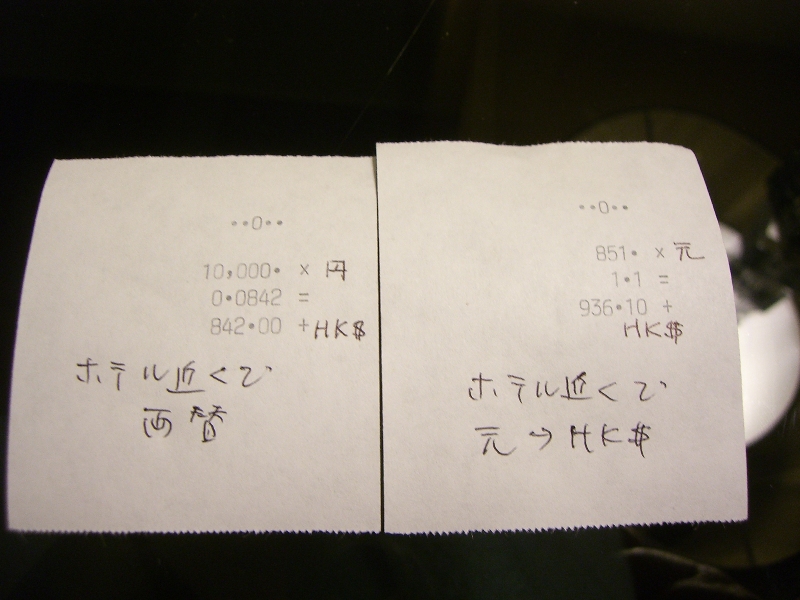 ••0••
10,000• × 円
0•0842 =
842•00 + HK$
ホテル近くで
両替
••0••
851• × 元
1•1 =
936•10 +
HK$
ホテル近くで
元→HK$